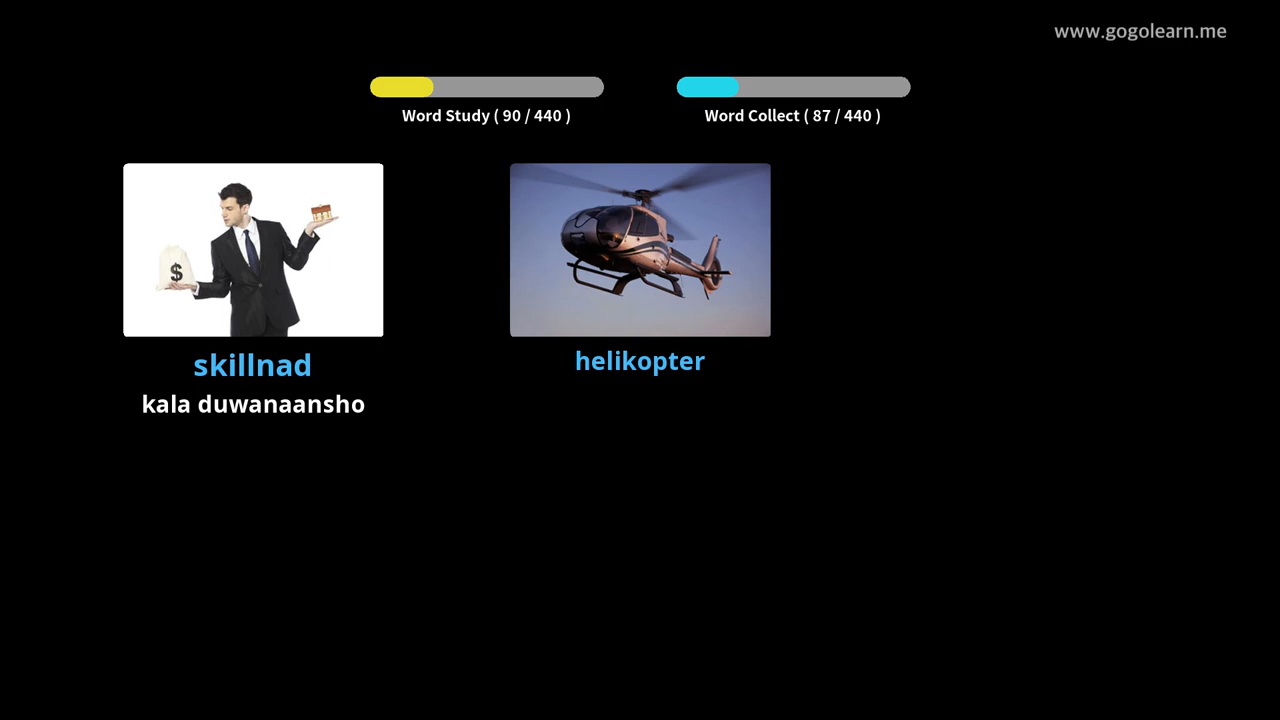 www.gogolearn.me
Word Study ( 90 / 440 )
Word Collect ( 87 / 440 )
$
skillnad
helikopter
kala duwanaansho